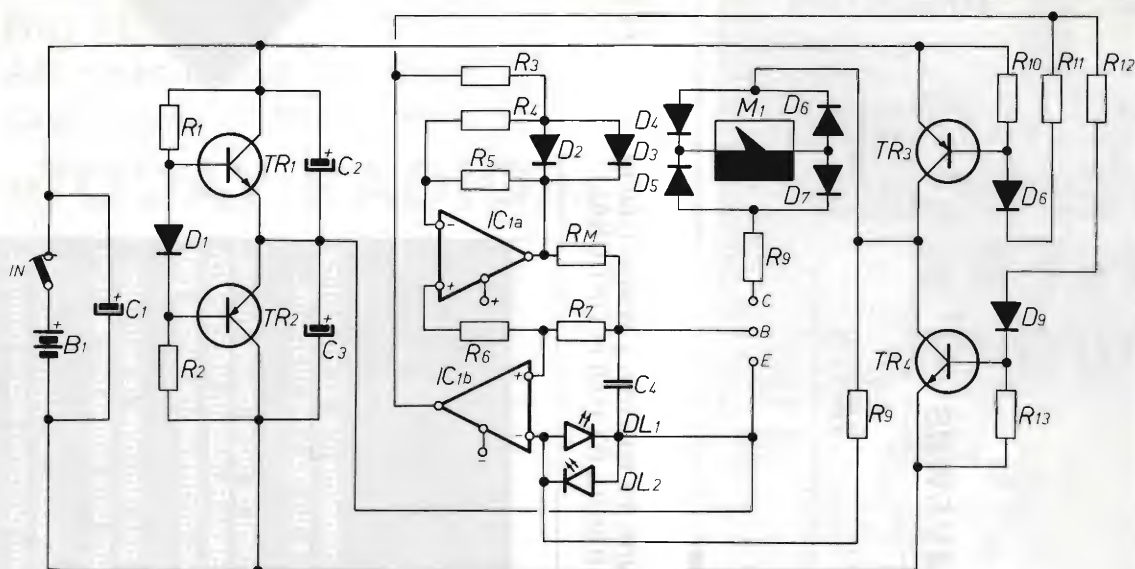 R3
R10
R11
R12
R4
D4
M1
D6
R1
D2
D3
TR1
C2
R5
D5
D7
TR3
D6
IC1a
-
RM
R9
D1
IN
+
+
C
+
C1
TR2
+
C3
R6
R7
B
D9
+
B1
R2
E
TR4
IC1b
+
C4
-
-
DL1
R9
R13
DL2
+